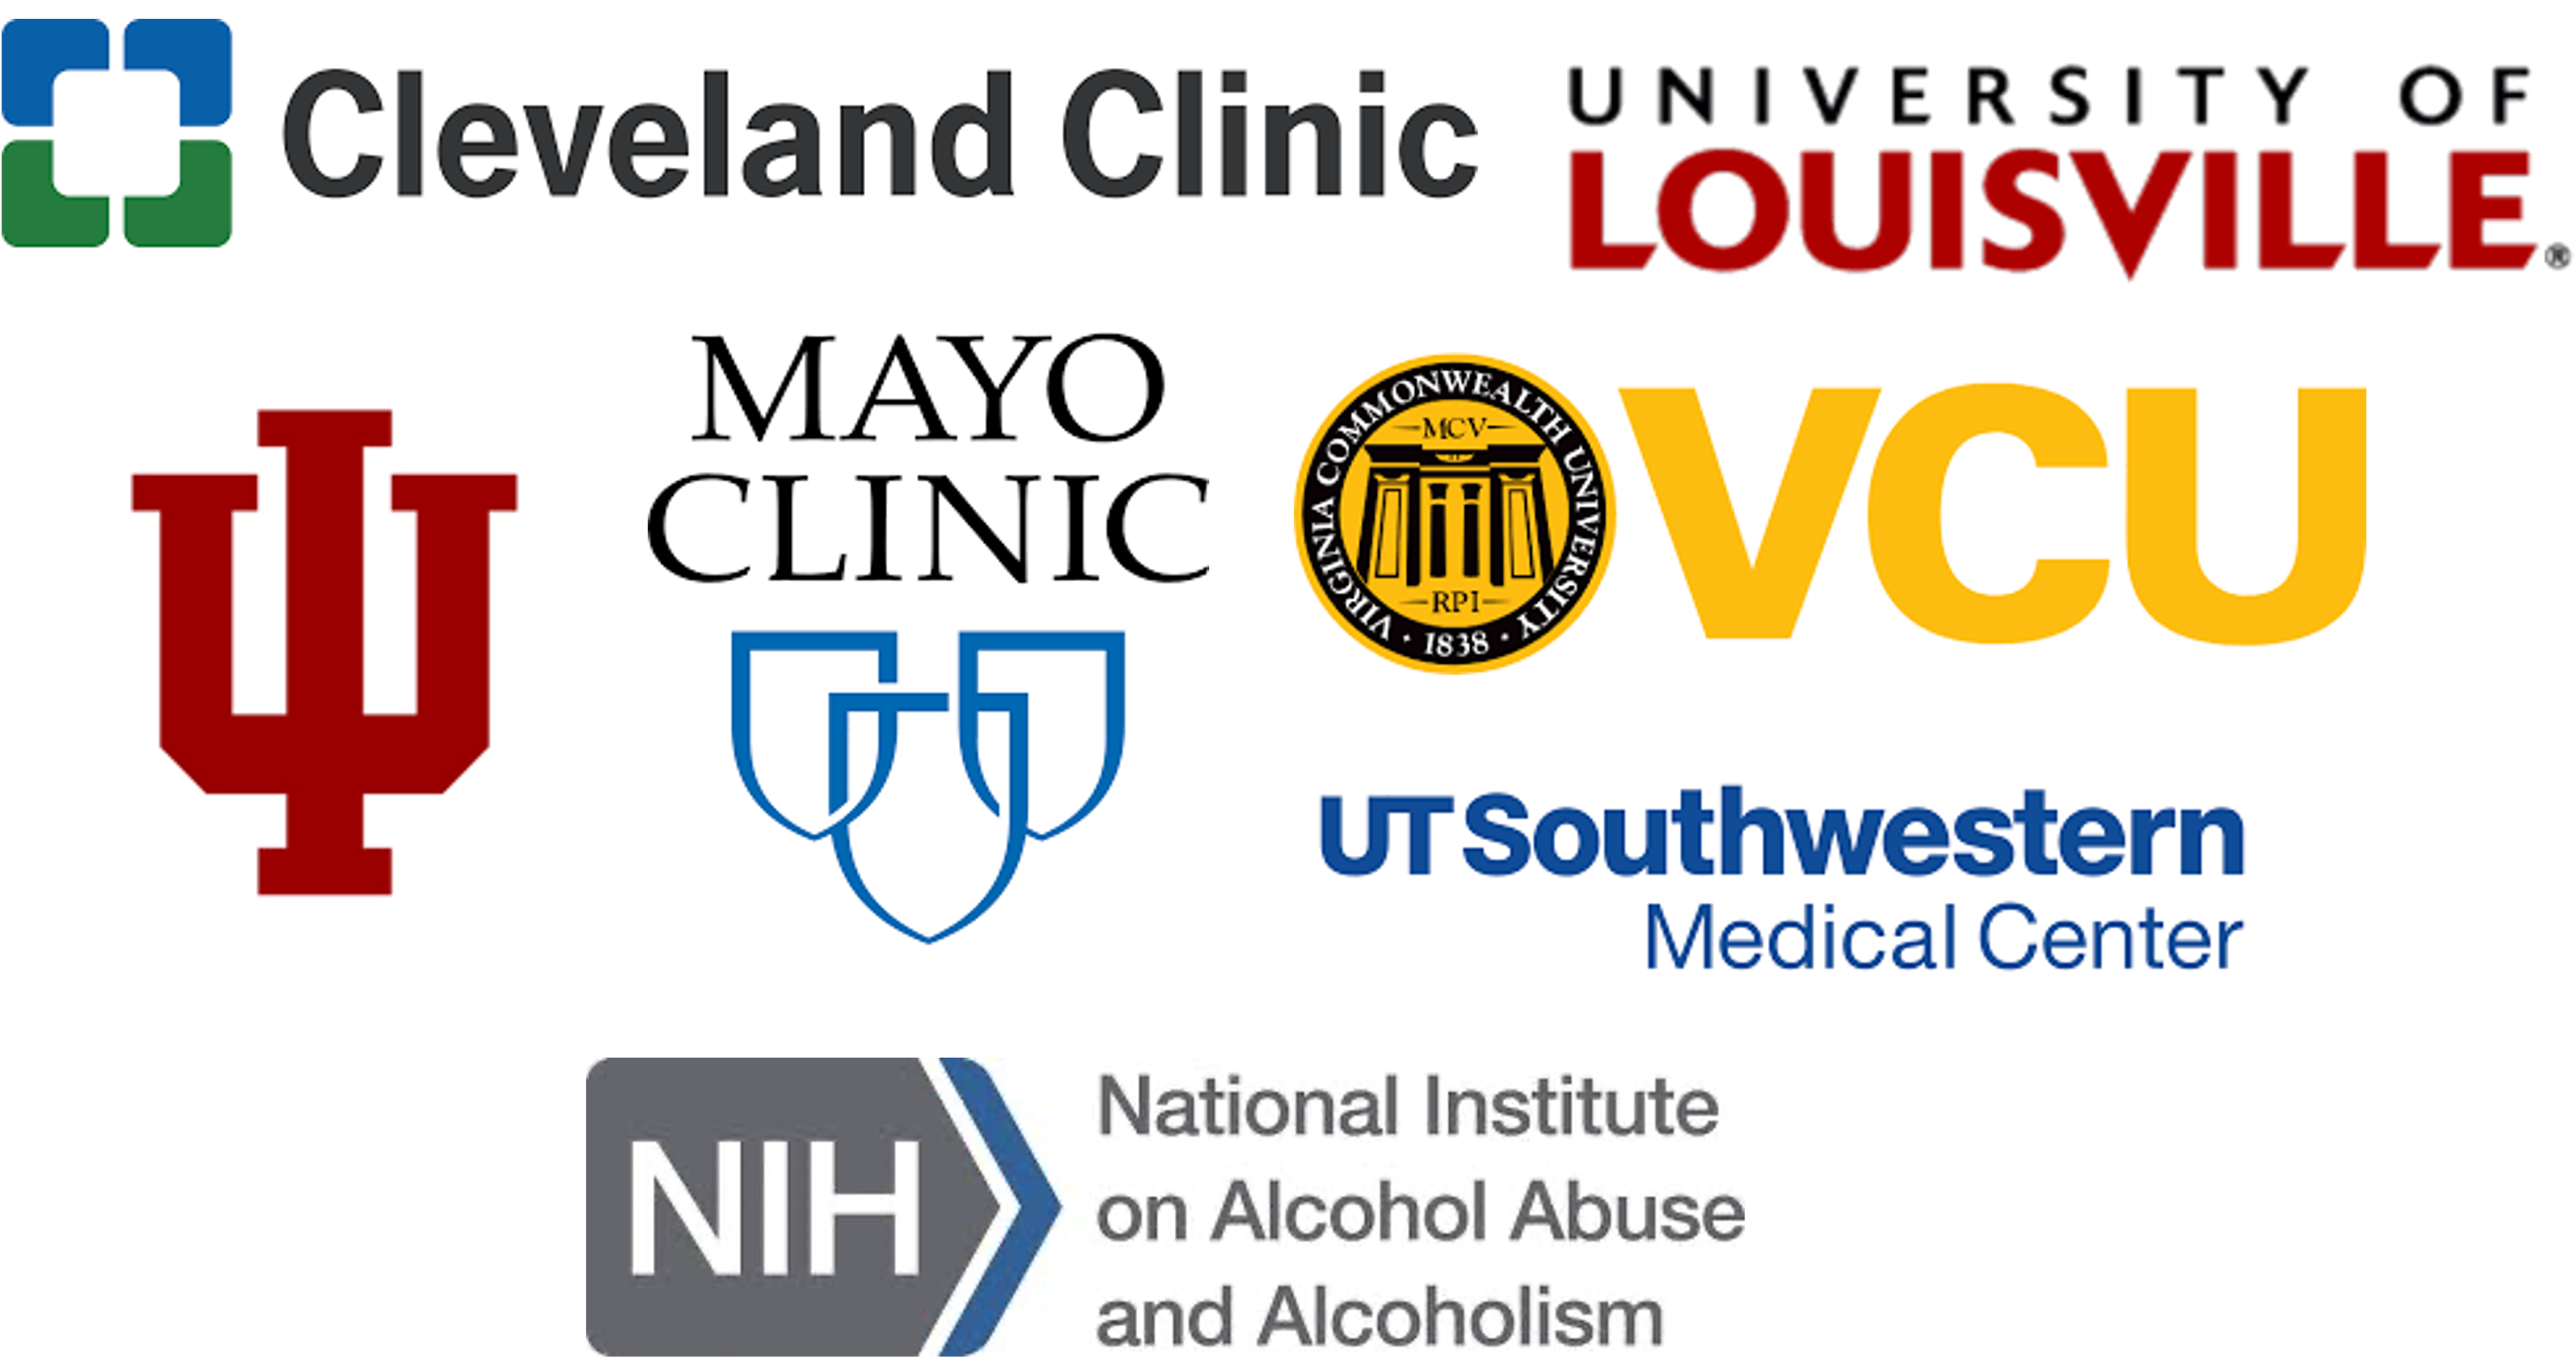 Cleveland Clinic
UNIVERSITY OF
LOUISVILLE®
IU
MAYO
CLINIC
VIRGINIA COMMONWEALTH UNIVERSITY
MCV
RPI
· 1838 ·
VCU
UTSouthwestern
Medical Center
NIH
National Institute
on Alcohol Abuse
and Alcoholism